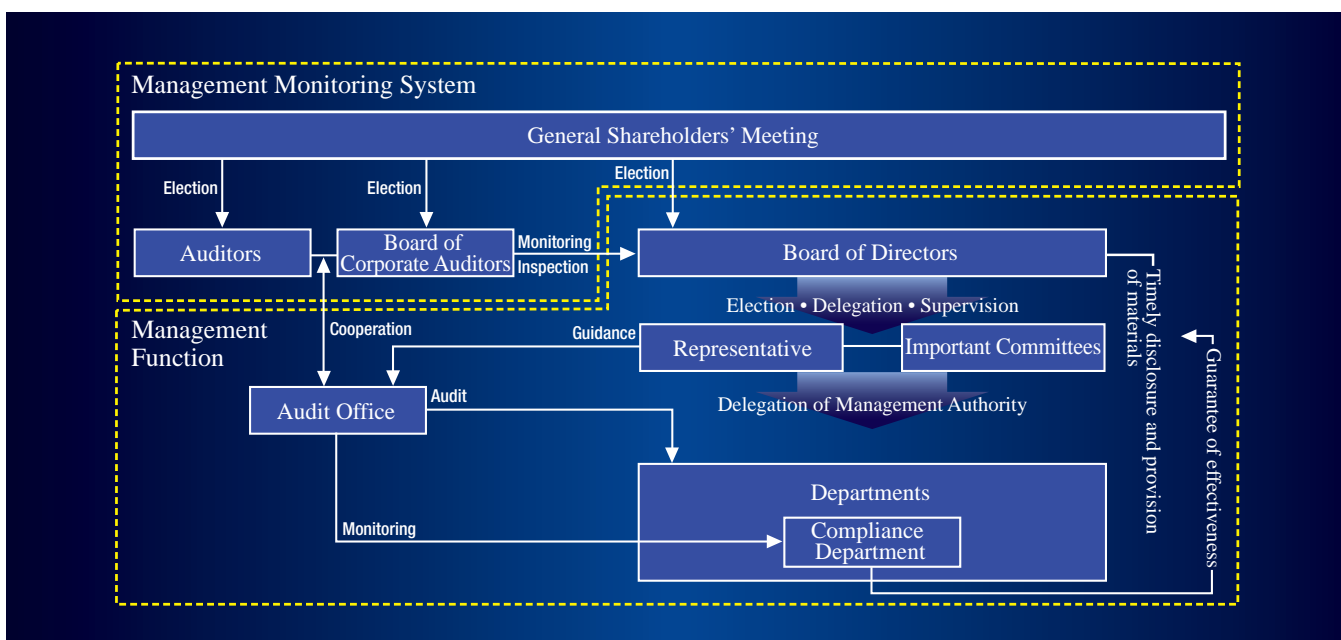 Management Monitoring System
General Shareholders' Meeting
Election
Election
Election
Auditors
Board of
Corporate Auditors
Monitoring
Inspection
Board of Directors
Election • Delegation • Supervision
Management
Function
Cooperation
Guidance
Representative
Important Committees
Audit Office
Audit
Delegation of Management Authority
Timely disclosure and provision
of materials
Guarantee of effectiveness
Departments
Monitoring
Compliance
Department